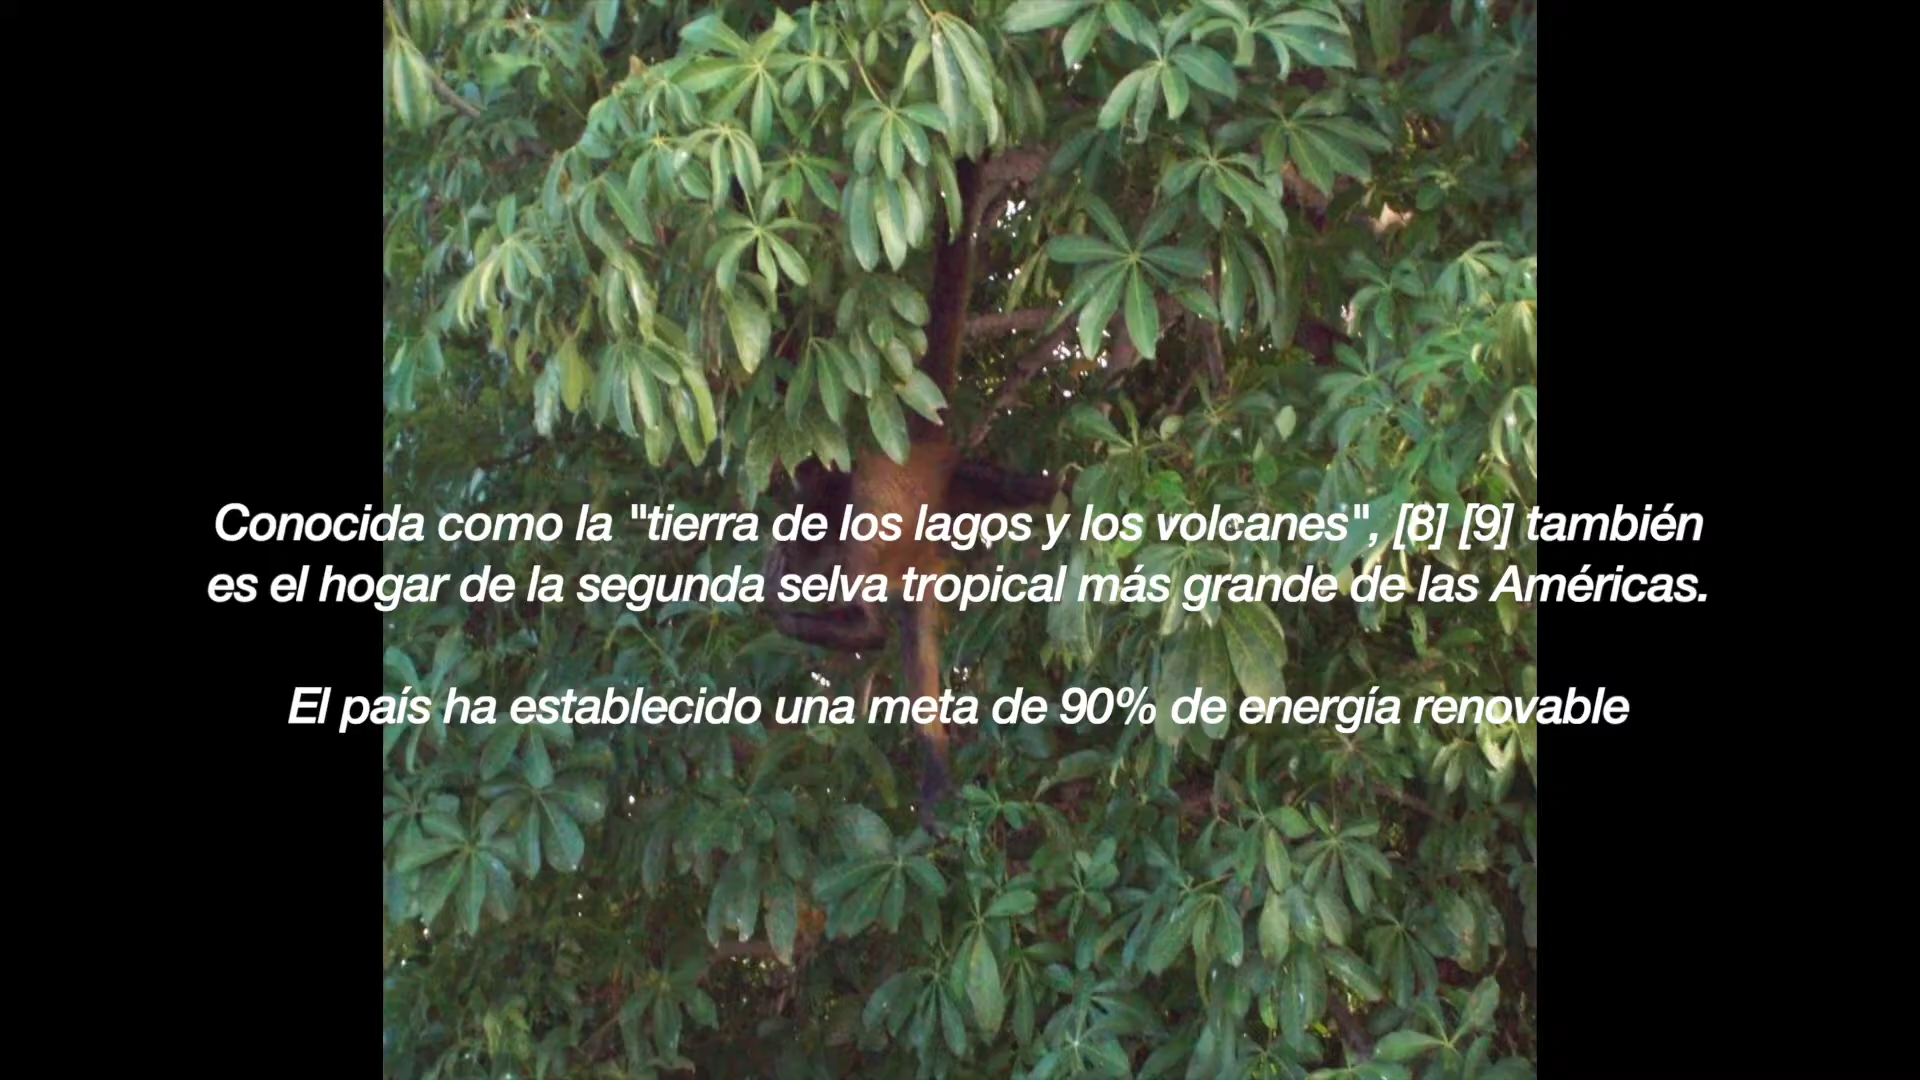 Conocida como la "tierra de los lagos y los volcanes", [8] [9] también
es el hogar de la segunda selva tropical más grande de las Américas.
El país ha establecido una meta de 90% de energía renovable